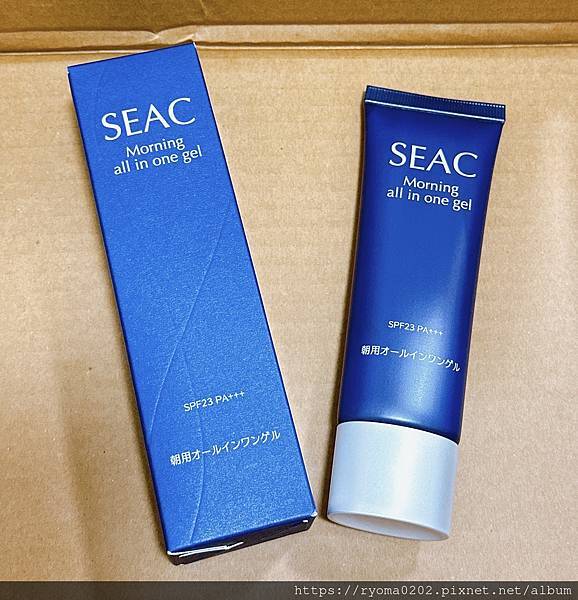 SEAC
Morning
all in one gel
SPF23 PA+++
朝用オールインワンゲル
SEAC
Morning
all in one gel
SPF23 PA+++
朝用オールインワンゲル
https://ryoma0202.pixnet.net/album